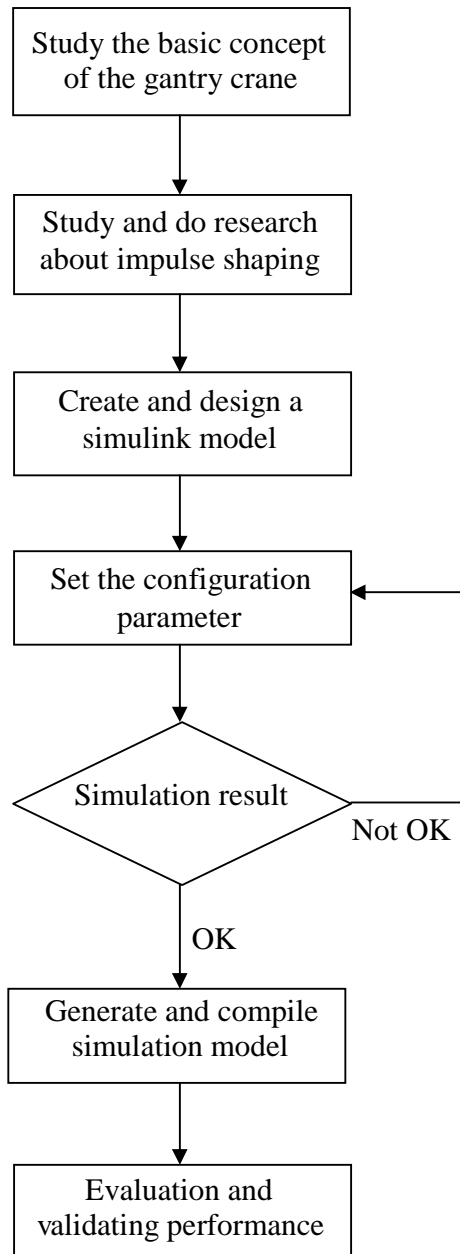 Study the basic concept
of the gantry crane
Study and do research
about impulse shaping
Create and design a
simulink model
Set the configuration
parameter
Simulation result
Not OK
OK
Generate and compile
simulation model
Evaluation and
validating performance